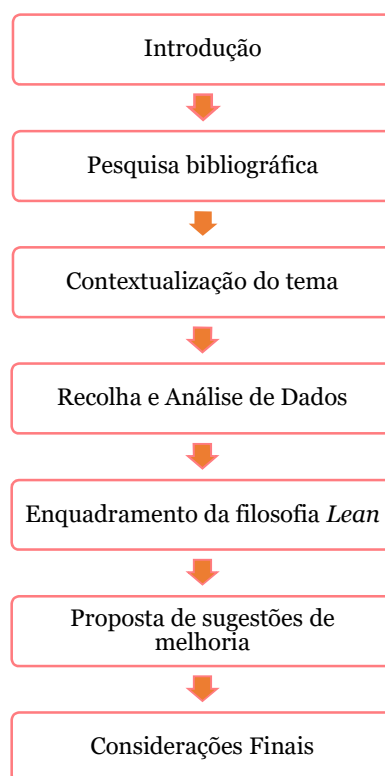 Introdução
Pesquisa bibliográfica
Contextualização do tema
Recolha e Análise de Dados
Enquadramento da filosofia Lean
Proposta de sugestões de
melhoria
Considerações Finais